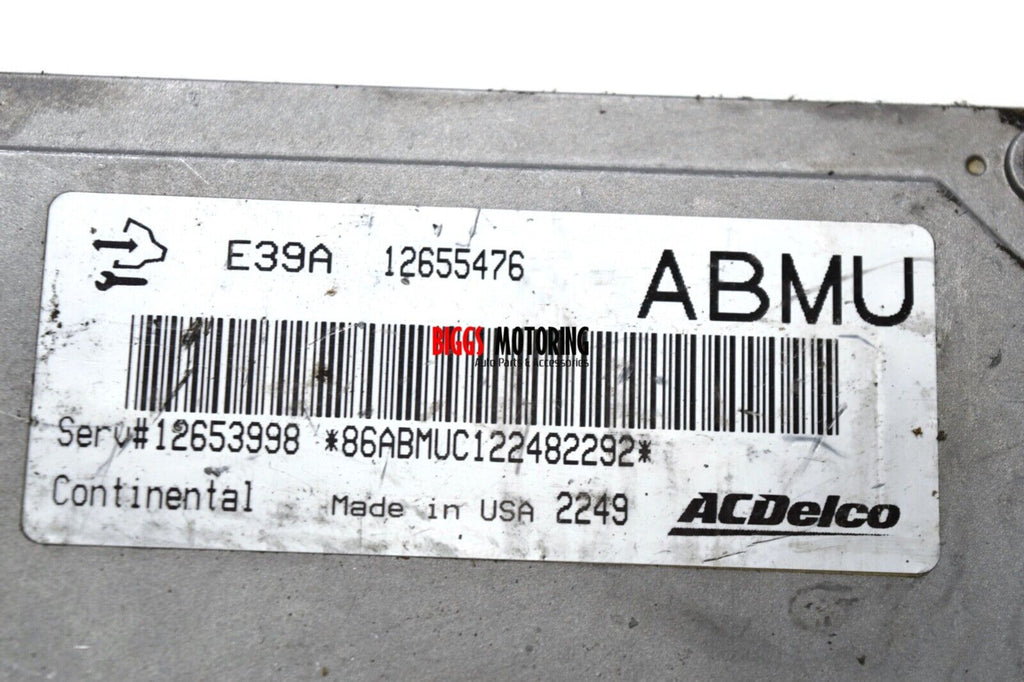 E39A 12655476 ABMU
BIGGS MOTORING
Auto Parts & Accessories
Serv#12653998 *86ABMUC122482292*
Continental Made in USA 2249 ACDelco